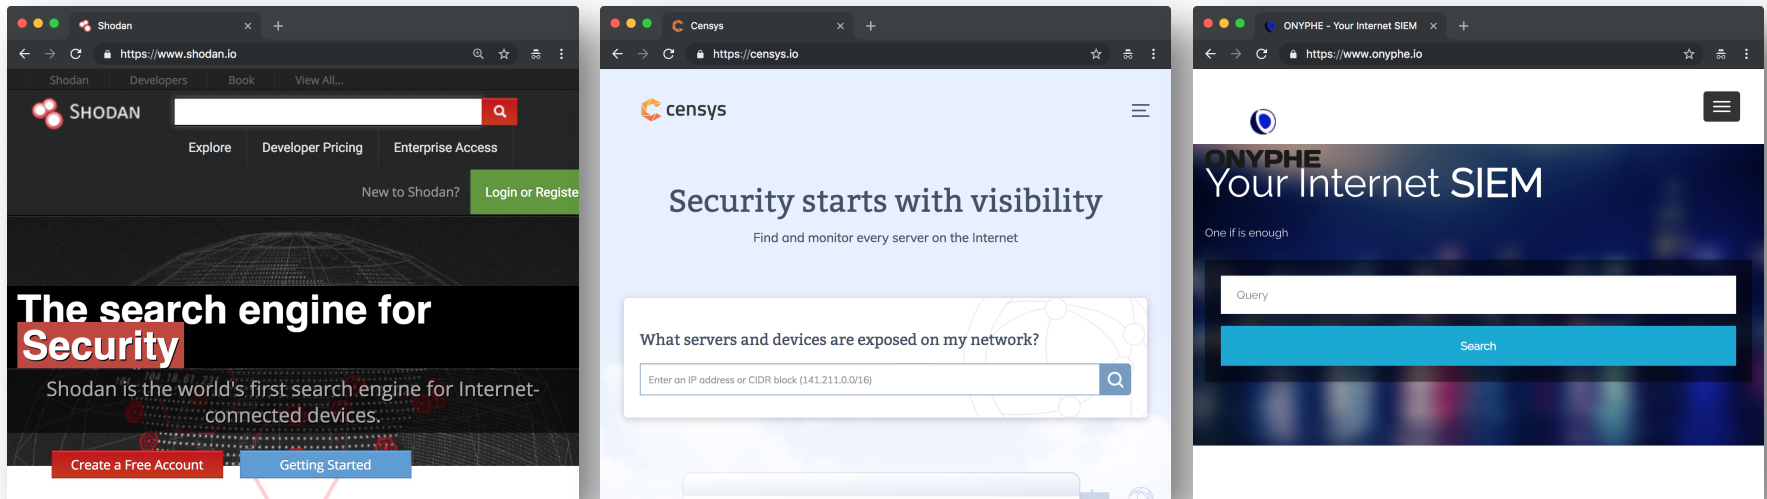 Shodan
https://www.shodan.io
Shodan Developers Book View All...
SHODAN
Explore Developer Pricing Enterprise Access
New to Shodan? Login or Registe
The search engine for
Security
Shodan is the world's first search engine for Internet-
connected devices.
Create a Free Account Getting Started
Censys
https://censys.io
censys
Security starts with visibility
Find and monitor every server on the Internet
What servers and devices are exposed on my network?
Enter an IP address or CIDR block (141.211.0.0/16)
ONYPHE - Your Internet SIEM
https://www.onyphe.io
ONYPHE
Your Internet SIEM
One if is enough
Query
Search